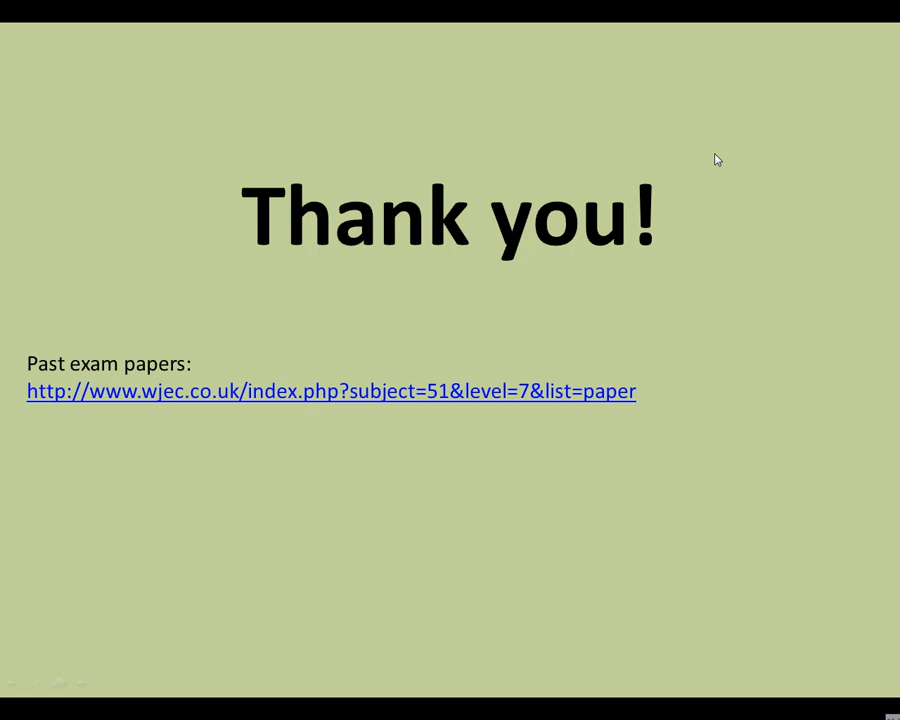 Thank you!
Past exam papers:
http://www.wjec.co.uk/index.php?subject=51&level=7&list=paper